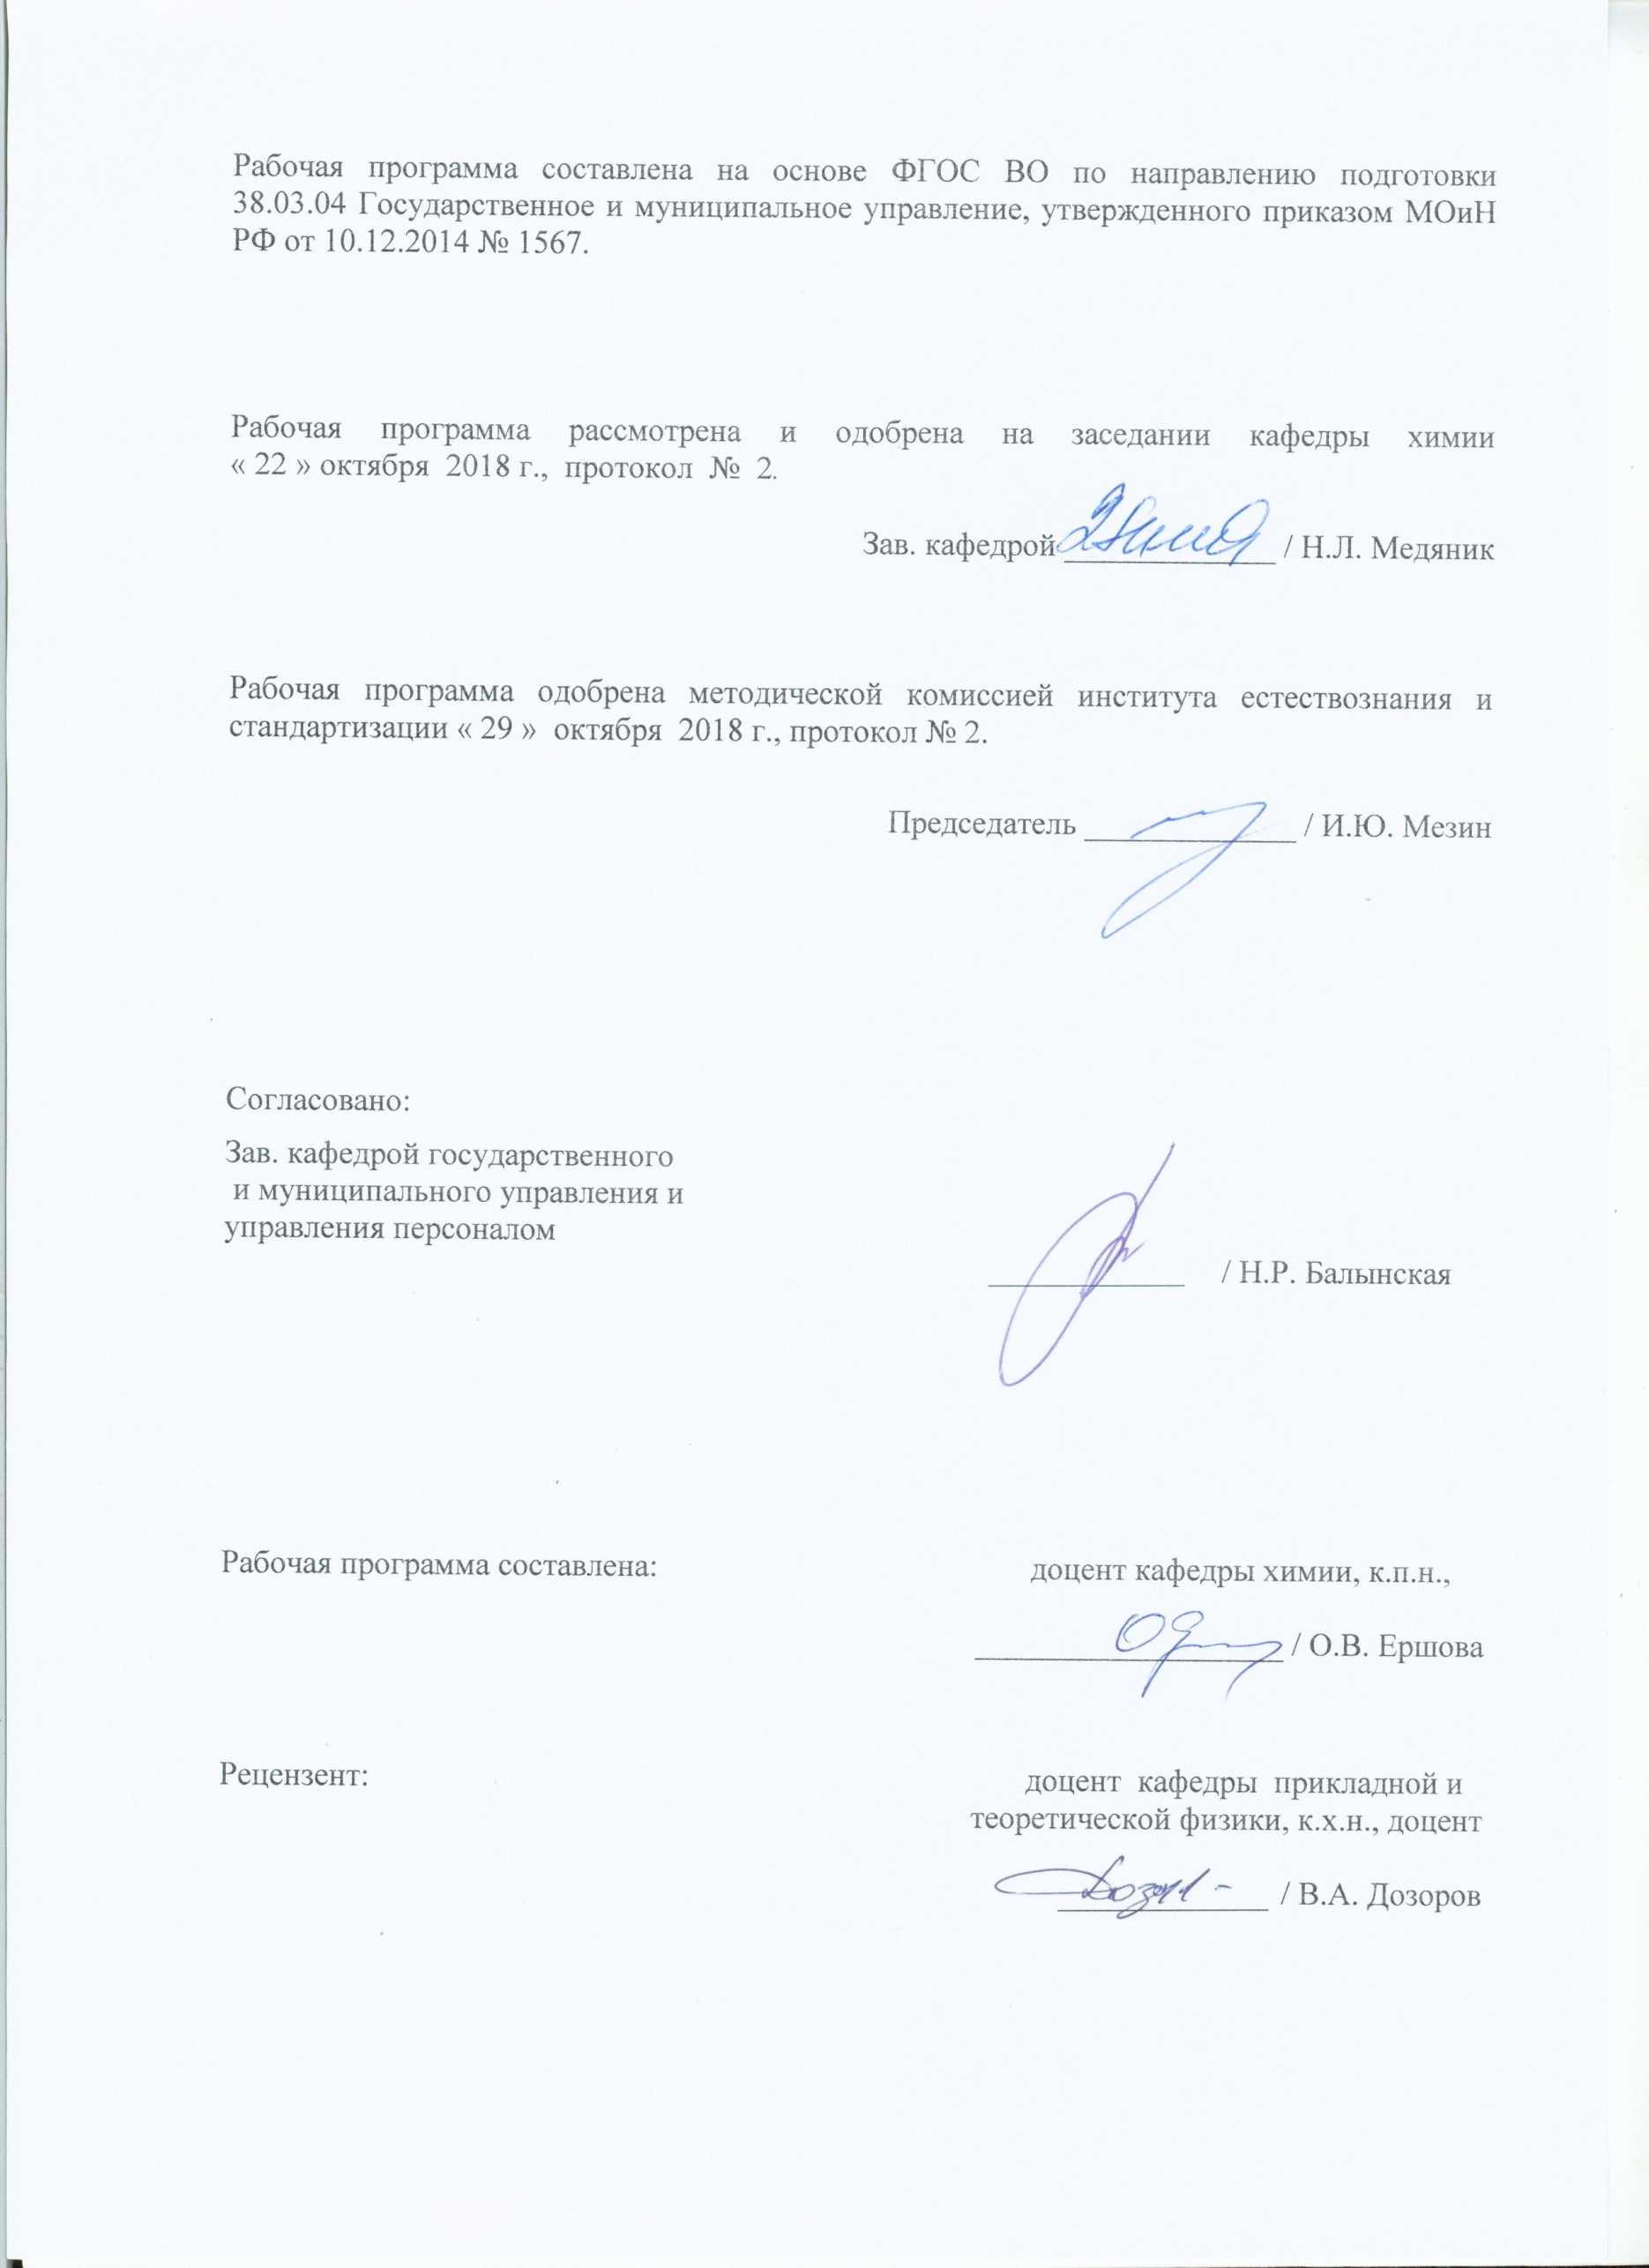 Рабочая программа составлена на основе ФГОС ВО по направлению подготовки
38.03.04 Государственное и муниципальное управление, утвержденного приказом МОиН
РФ от 10.12.2014 № 1567.
Рабочая программа рассмотрена и одобрена на заседании кафедры химии
« 22 » октября 2018 г., протокол № 2.
Зав. кафедрой ____________ / Н.Л. Медяник
Рабочая программа одобрена методической комиссией института естествознания и
стандартизации « 29 » октября 2018 г., протокол № 2.
Председатель ____________ / И.Ю. Мезин
Согласовано:
Зав. кафедрой государственного
и муниципального управления и
управления персоналом
____________ / Н.Р. Балынская
Рабочая программа составлена: доцент кафедры химии, к.п.н.,
____________ / О.В. Ершова
Рецензент: доцент кафедры прикладной и
теоретической физики, к.х.н., доцент
____________ / В.А. Дозоров